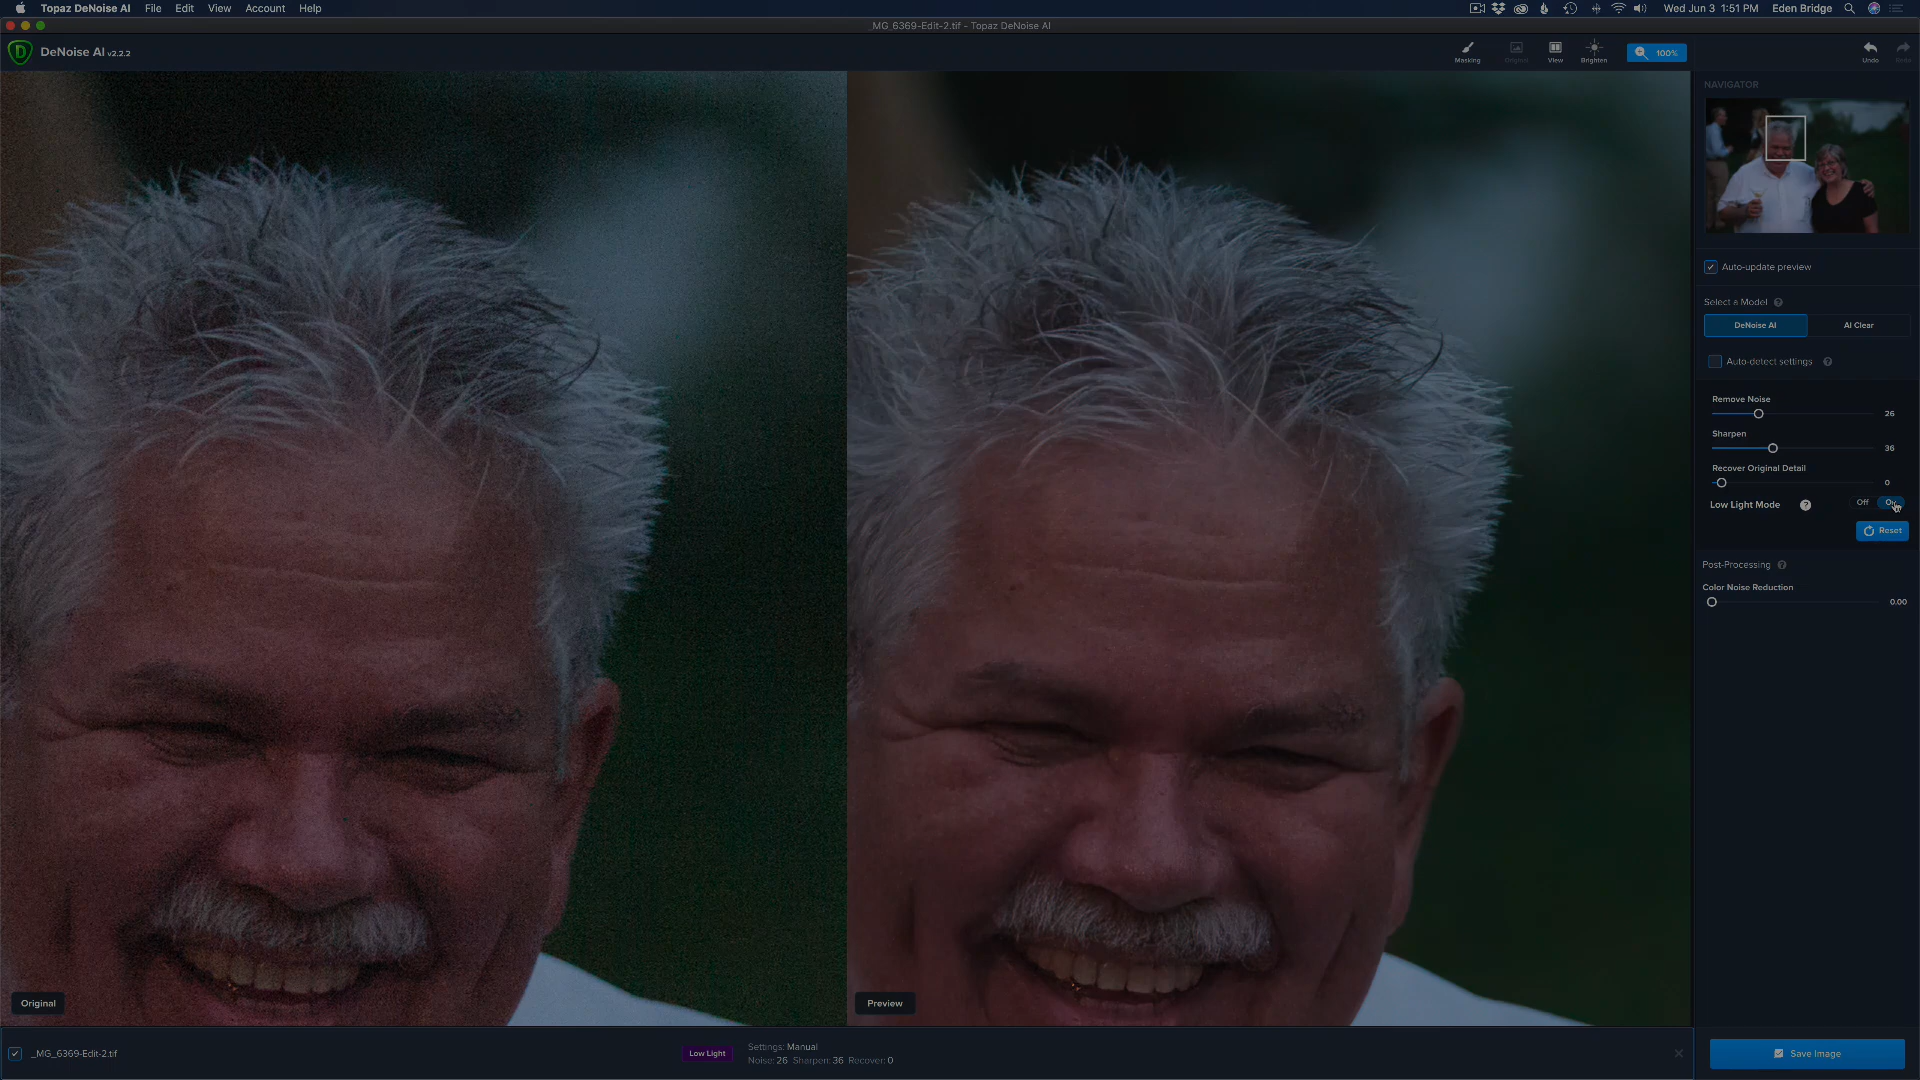 Topaz DeNoise AI File Edit View Account Help
Wed Jun 3 1:51 PM Eden Bridge
_MG_6369-Edit-2.tif - Topaz DeNoise AI
DeNoise AI v2.2.2
Masking Original View Brighten 100% Undo
NAVIGATOR
Auto-update preview
Select a Model ?
DeNoise AI AI Clear
Auto-detect settings ?
Remove Noise
26
Sharpen
36
Recover Original Detail
0
Low Light Mode ? Off
Reset
Post-Processing ?
Color Noise Reduction
0.00
Original Preview
_MG_6369-Edit-2.tif
Low Light
Settings: Manual
Noise: 26 Sharpen: 36 Recover: 0
Save Image